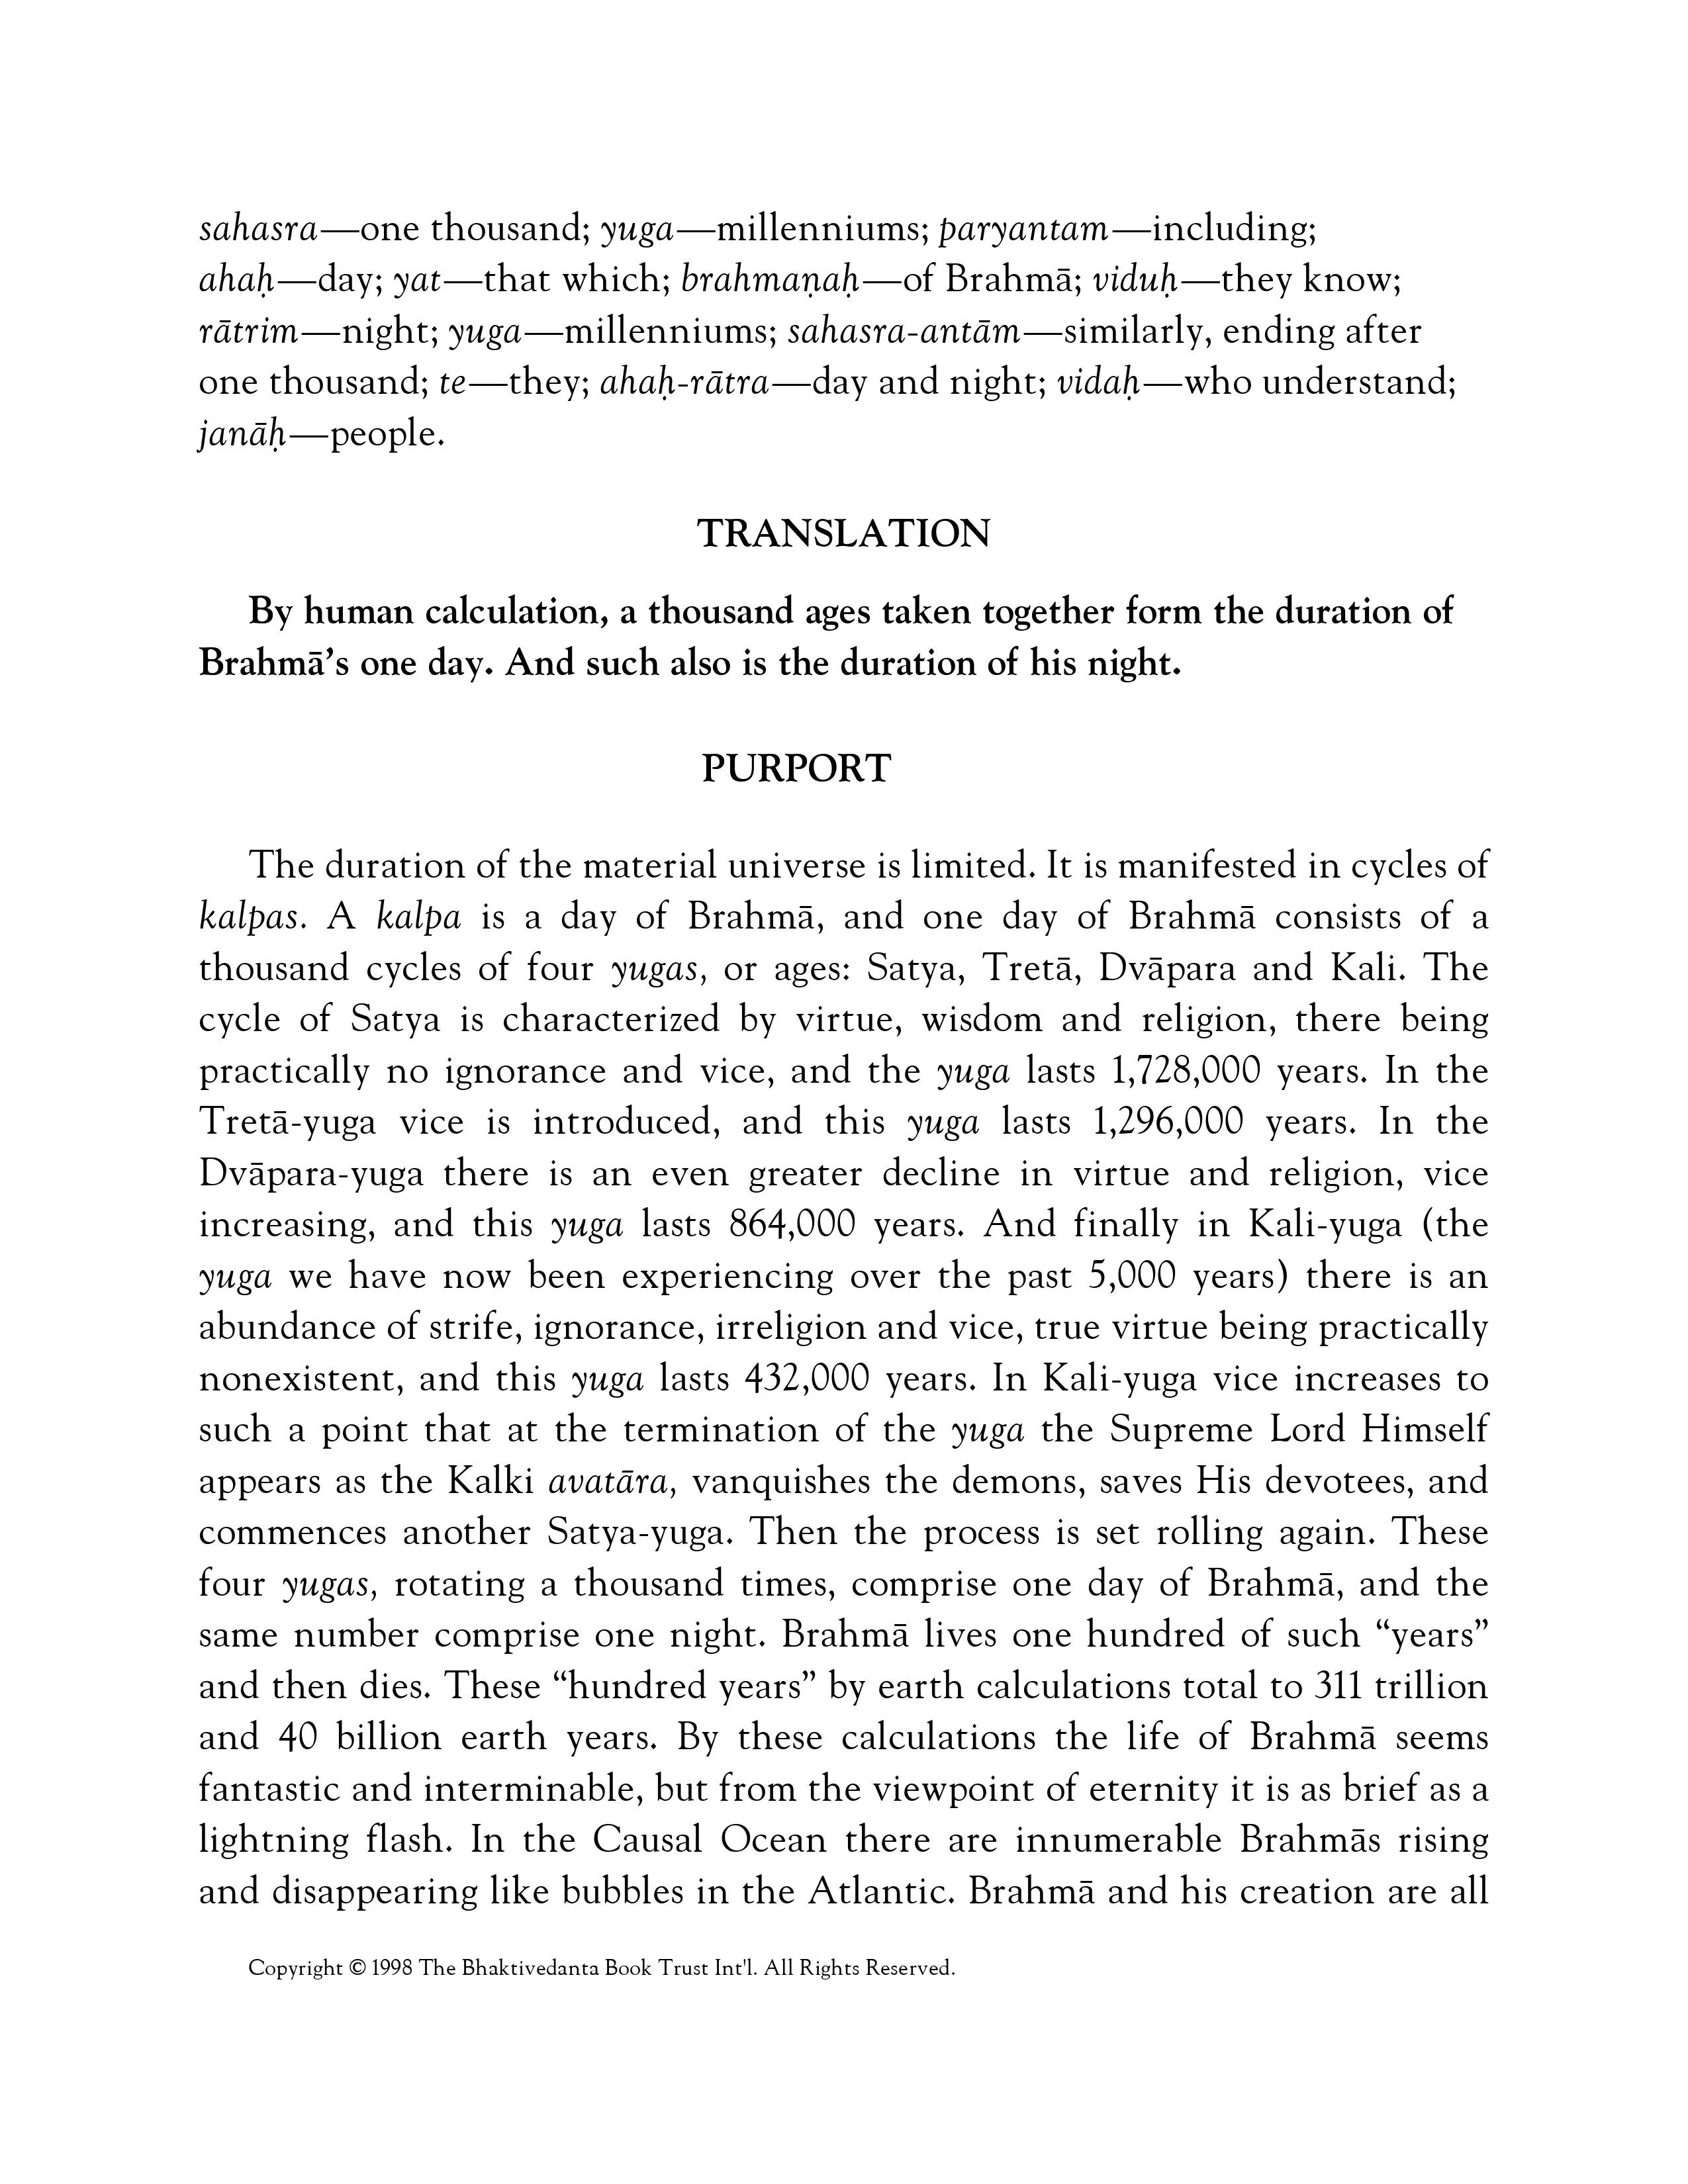 sahasra—one thousand; yuga—millenniums; paryantam—including;
ahaḥ—day; yat—that which; brahmaṇaḥ—of Brahmā; viduḥ—they know;
rātrim—night; yuga—millenniums; sahasra-antām—similarly, ending after
one thousand; te—they; ahaḥ-rātra—day and night; vidaḥ—who understand;
janāḥ—people.
TRANSLATION
By human calculation, a thousand ages taken together form the duration of
Brahmā’s one day. And such also is the duration of his night.
PURPORT
The duration of the material universe is limited. It is manifested in cycles of
kalpas. A kalpa is a day of Brahmā, and one day of Brahmā consists of a
thousand cycles of four yugas, or ages: Satya, Tretā, Dvāpara and Kali. The
cycle of Satya is characterized by virtue, wisdom and religion, there being
practically no ignorance and vice, and the yuga lasts 1,728,000 years. In the
Tretā-yuga vice is introduced, and this yuga lasts 1,296,000 years. In the
Dvāpara-yuga there is an even greater decline in virtue and religion, vice
increasing, and this yuga lasts 864,000 years. And finally in Kali-yuga (the
yuga we have now been experiencing over the past 5,000 years) there is an
abundance of strife, ignorance, irreligion and vice, true virtue being practically
nonexistent, and this yuga lasts 432,000 years. In Kali-yuga vice increases to
such a point that at the termination of the yuga the Supreme Lord Himself
appears as the Kalki avatāra, vanquishes the demons, saves His devotees, and
commences another Satya-yuga. Then the process is set rolling again. These
four yugas, rotating a thousand times, comprise one day of Brahmā, and the
same number comprise one night. Brahmā lives one hundred of such “years”
and then dies. These “hundred years” by earth calculations total to 311 trillion
and 40 billion earth years. By these calculations the life of Brahmā seems
fantastic and interminable, but from the viewpoint of eternity it is as brief as a
lightning flash. In the Causal Ocean there are innumerable Brahmās rising
and disappearing like bubbles in the Atlantic. Brahmā and his creation are all
Copyright © 1998 The Bhaktivedanta Book Trust Int'l. All Rights Reserved.